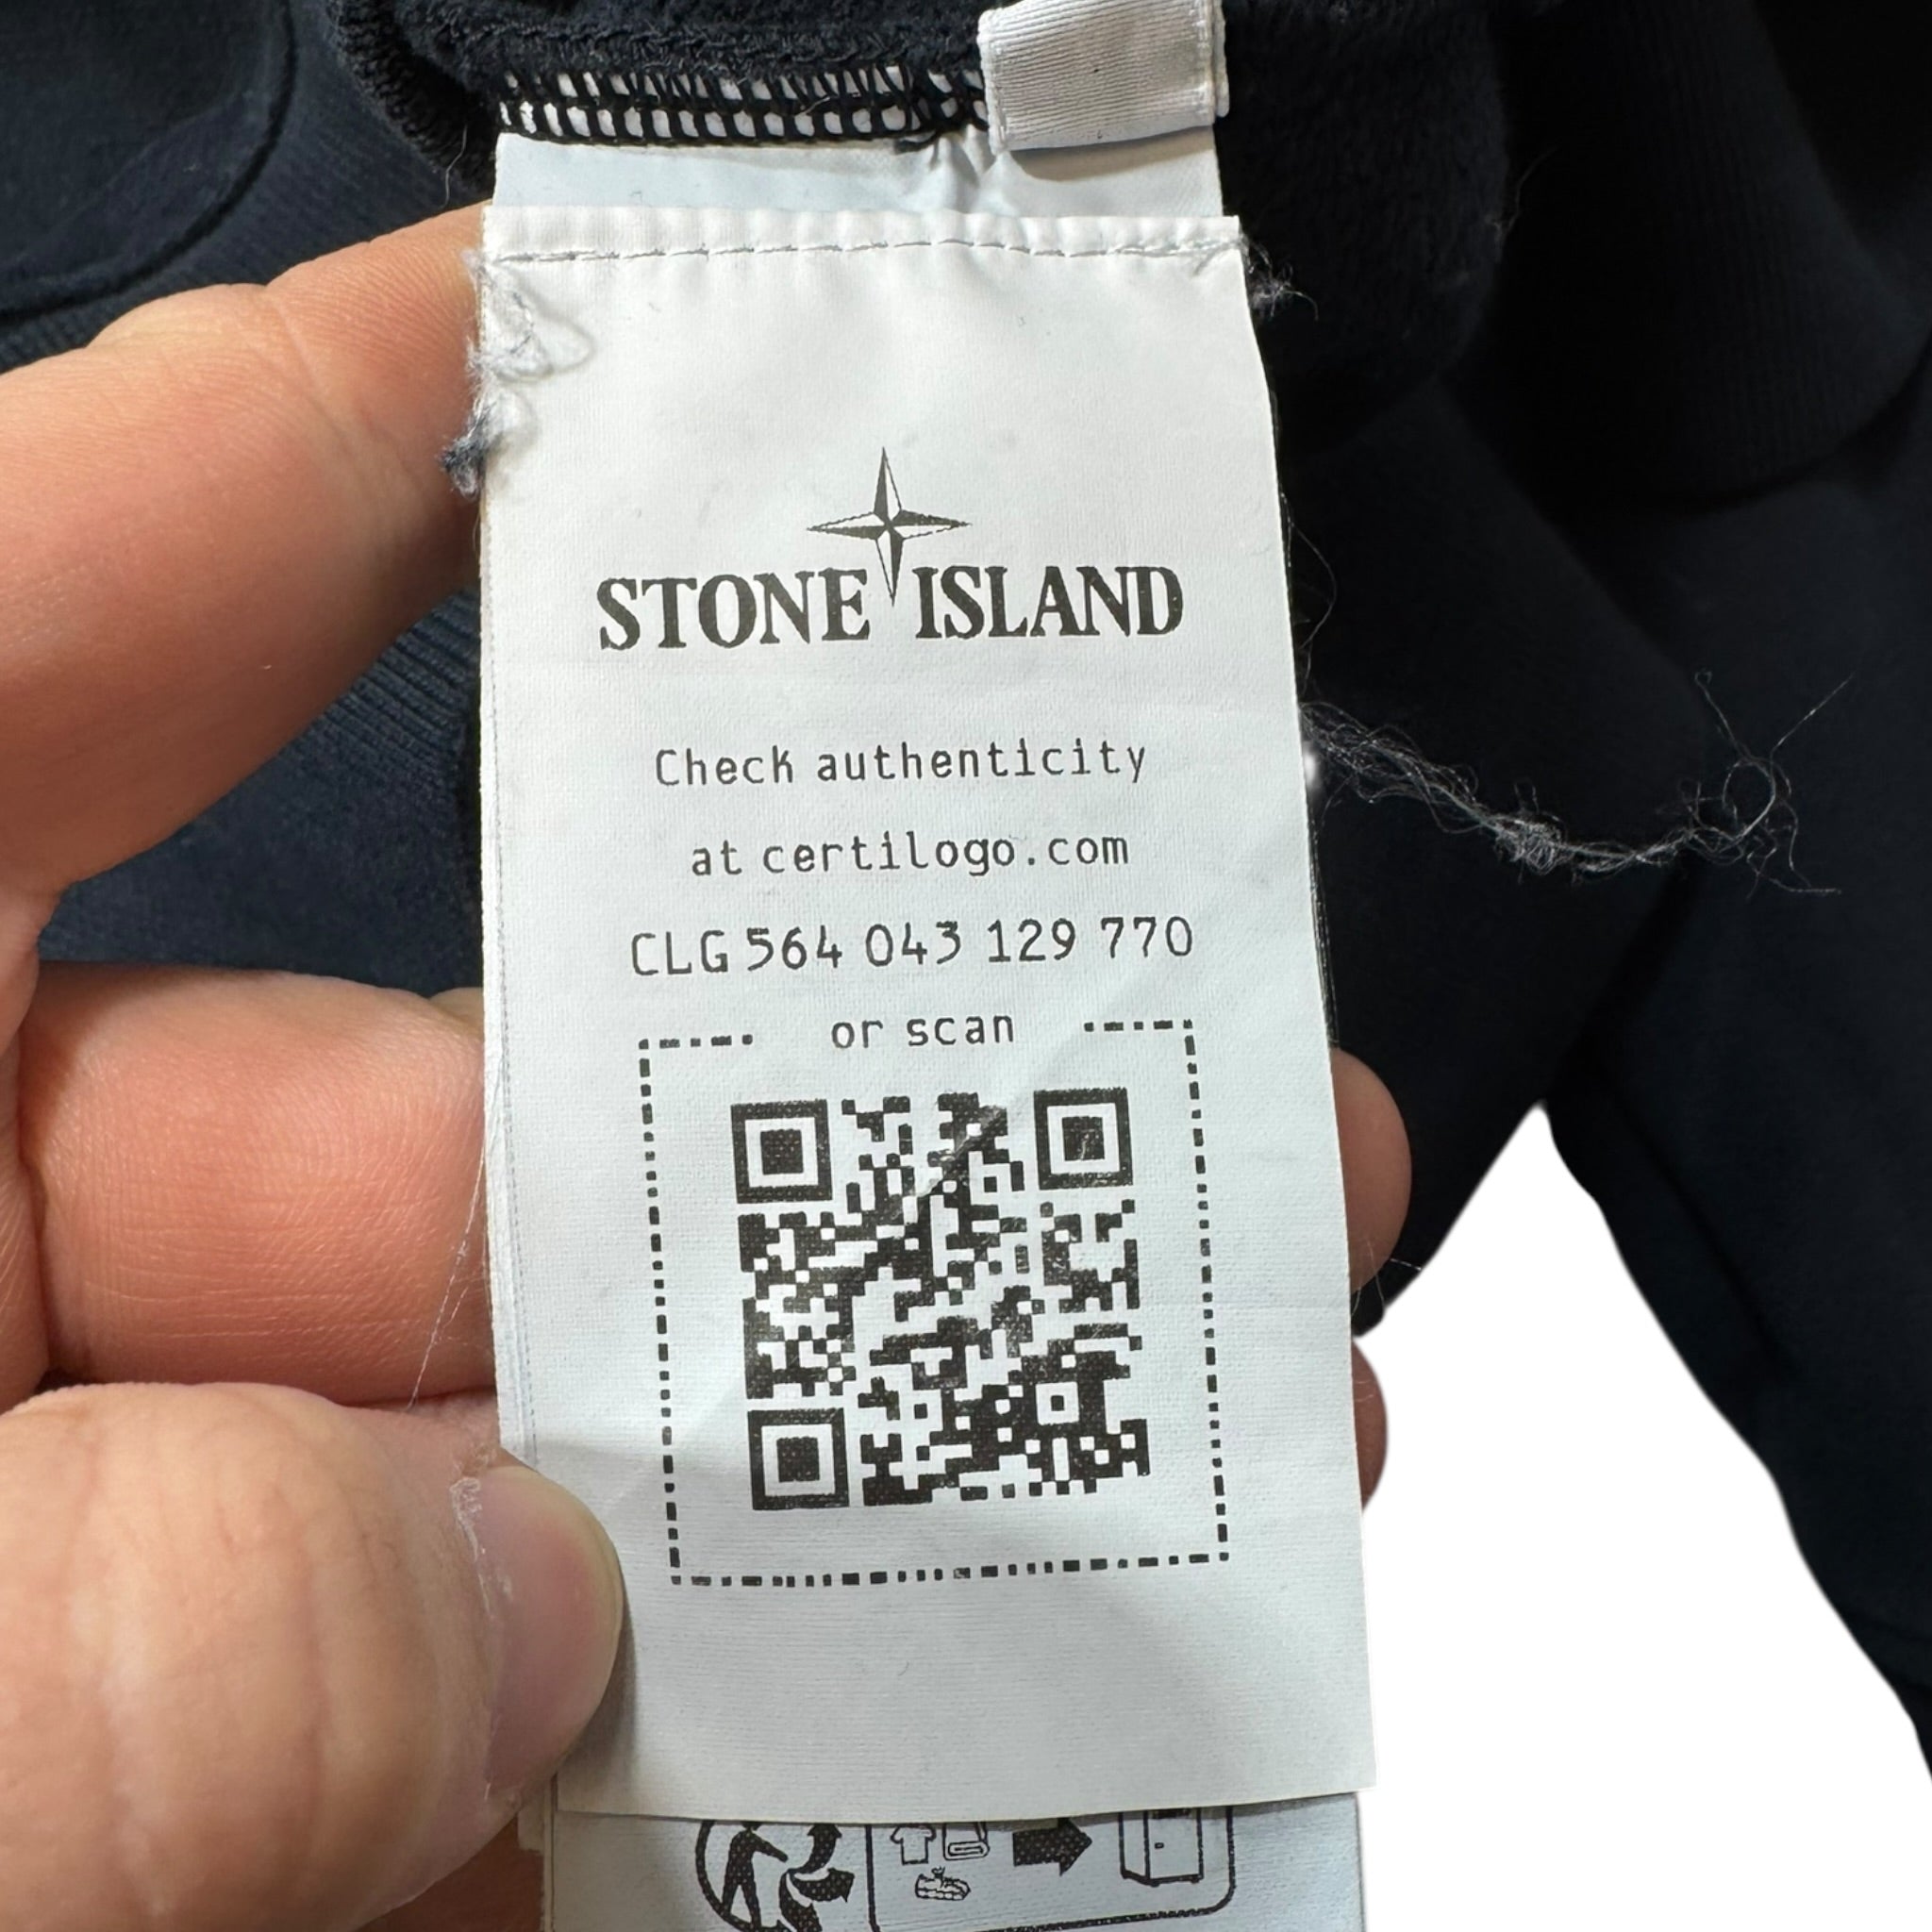 STONE ISLAND
Check authenticity
at certilogo.com
CLG 564 043 129 770
or scan